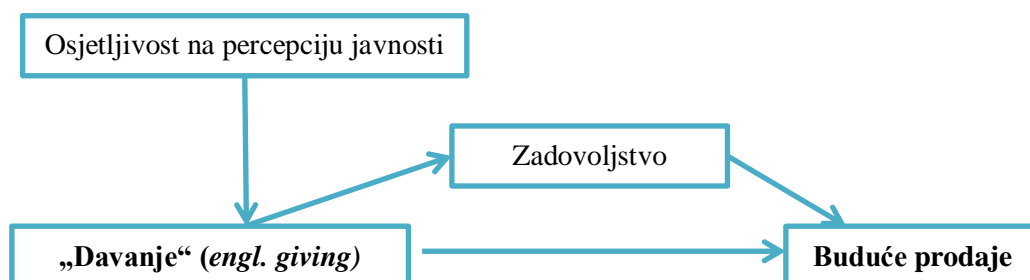 Osjetljivost na percepciju javnosti
Zadovoljstvo
„Davanje“ (engl. giving)
Buduće prodaje